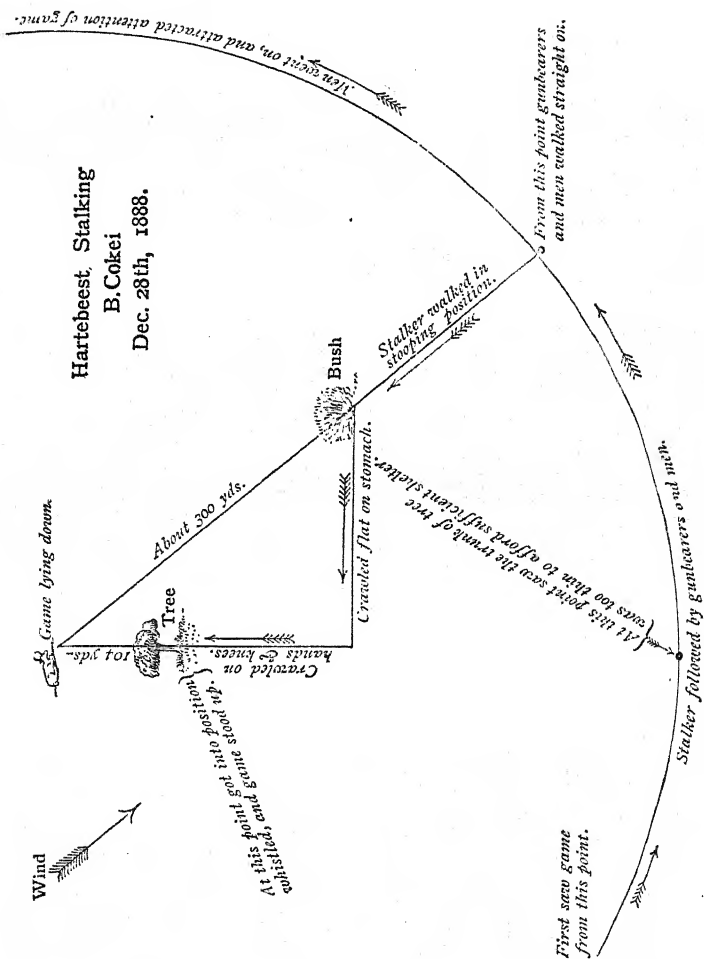 Hartebeest Stalking
B. Cokei
Dec. 28th, 1888.
Wind
Game lying down.
About 300 yds.
104 yds.
Tree
Bush
Crawled on
hands & knees.
At this point got into position
whistled, and game stood up.
Crawled flat on stomach.
Stalker walked in
stooping position.
From this point gunbearers
and men walked straight on.
Men went on, and attracted attention of game.
At this point saw the trunk of tree
was too thin to afford sufficient shelter.
Stalker followed by gunbearers and men.
First saw game
from this point.